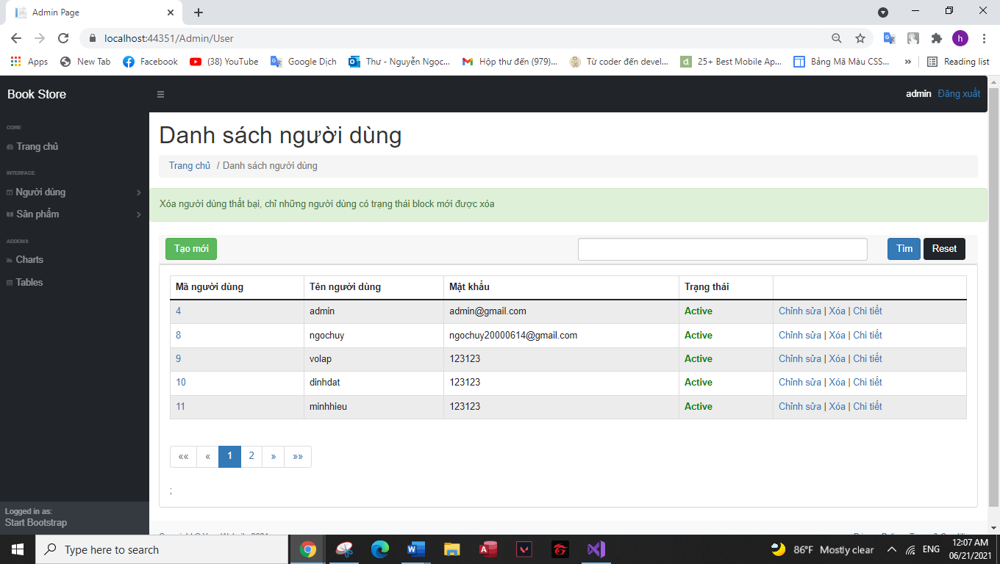 Admin Page
localhost:44351/Admin/User
Apps New Tab Facebook (38) YouTube Google Dịch Thư - Nguyễn Ngọc... Hộp thư đến (979)... Từ coder đến devel... 25+ Best Mobile Ap... Bảng Mã Màu CSS... » Reading list
Book Store
admin Đăng xuất
CORE
Trang chủ
INTERFACE
Người dùng
Sản phẩm
ADDONS
Charts
Tables
Logged in as:
Start Bootstrap
Danh sách người dùng
Trang chủ / Danh sách người dùng
Xóa người dùng thất bại, chỉ những người dùng có trạng thái block mới được xóa
Tạo mới Tìm Reset
Mã người dùng Tên người dùng Mật khẩu Trạng thái
4 admin admin@gmail.com Active Chỉnh sửa | Xóa | Chi tiết
8 ngochuy ngochuy20000614@gmail.com Active Chỉnh sửa | Xóa | Chi tiết
9 volap 123123 Active Chỉnh sửa | Xóa | Chi tiết
10 dinhdat 123123 Active Chỉnh sửa | Xóa | Chi tiết
11 minhhieu 123123 Active Chỉnh sửa | Xóa | Chi tiết
«« « 1 2 » »»
;
Type here to search
86°F Mostly clear ENG
12:07 AM
06/21/2021